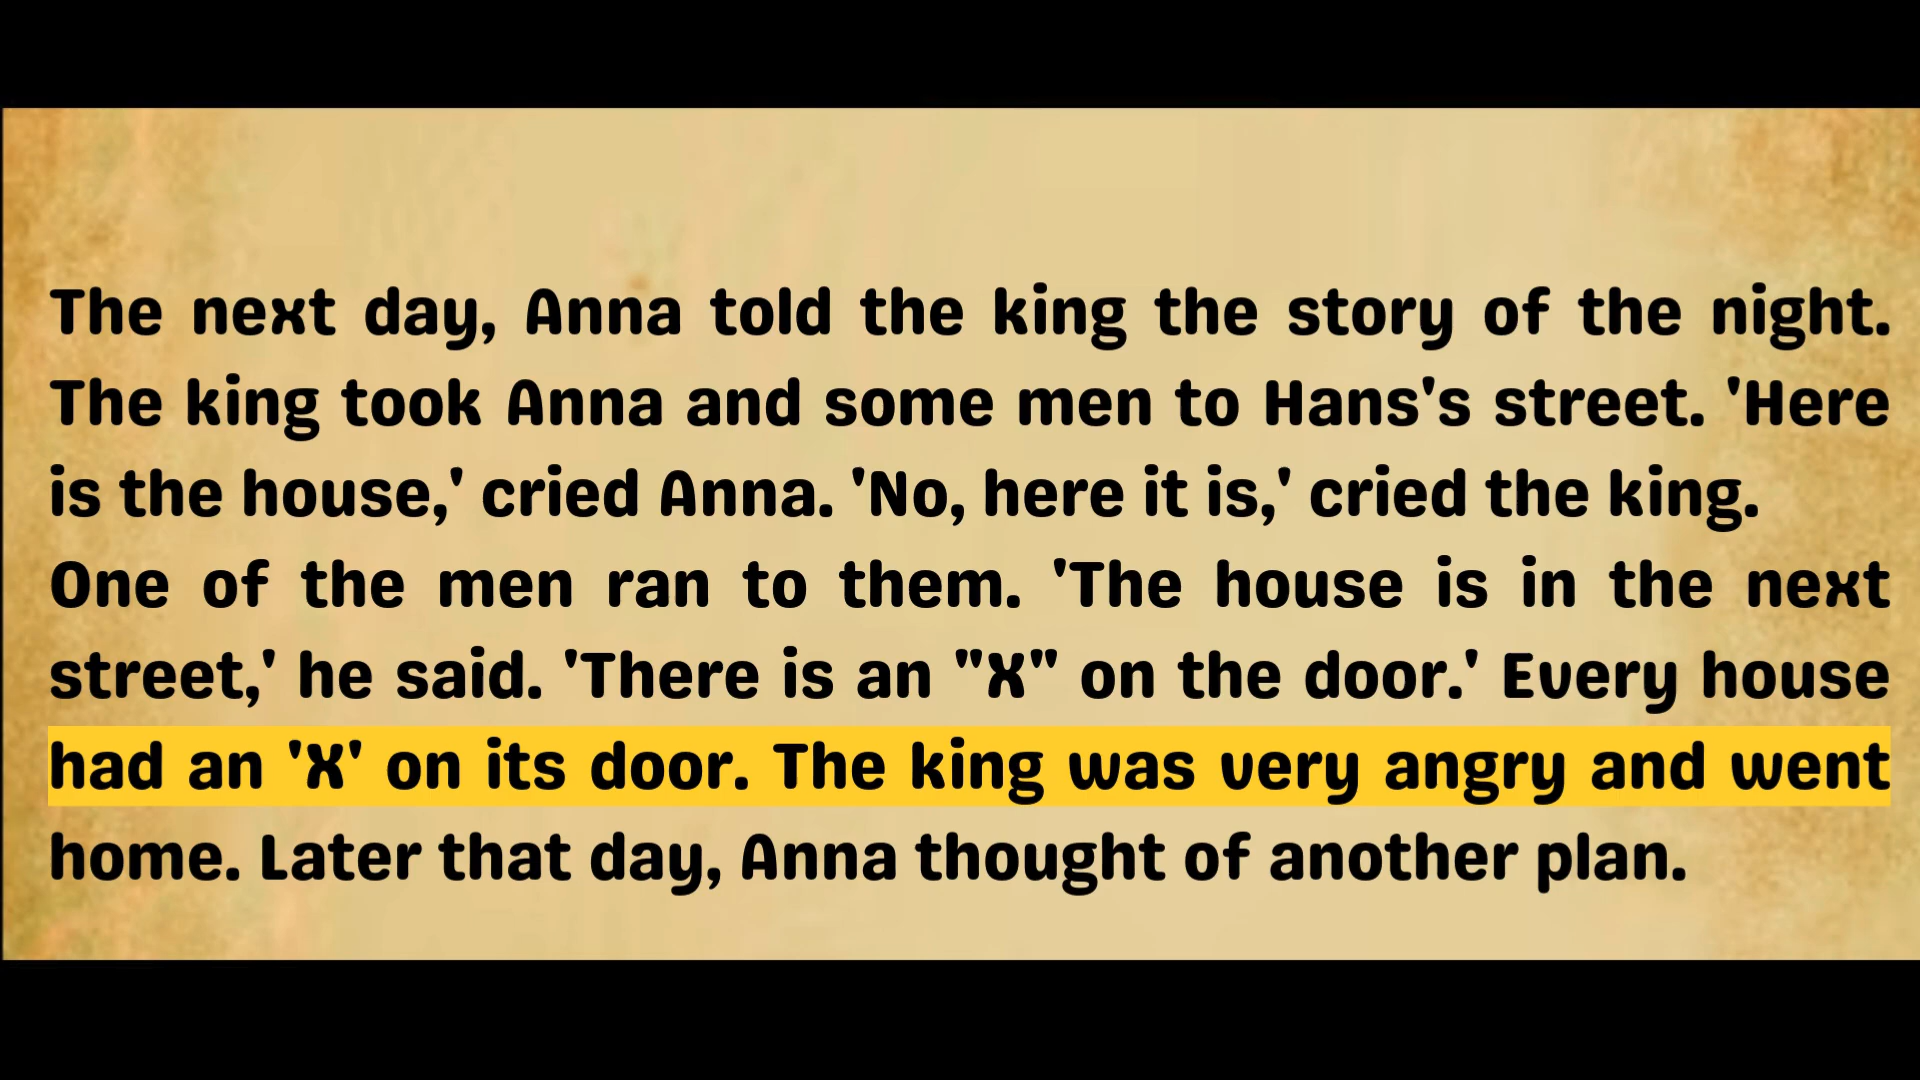 The next day, Anna told the king the story of the night.
The king took Anna and some men to Hans's street. 'Here
is the house,' cried Anna. 'No, here it is,' cried the king.
One of the men ran to them. 'The house is in the next
street,' he said. 'There is an "X" on the door.' Every house
had an 'X' on its door. The king was very angry and went
home. Later that day, Anna thought of another plan.